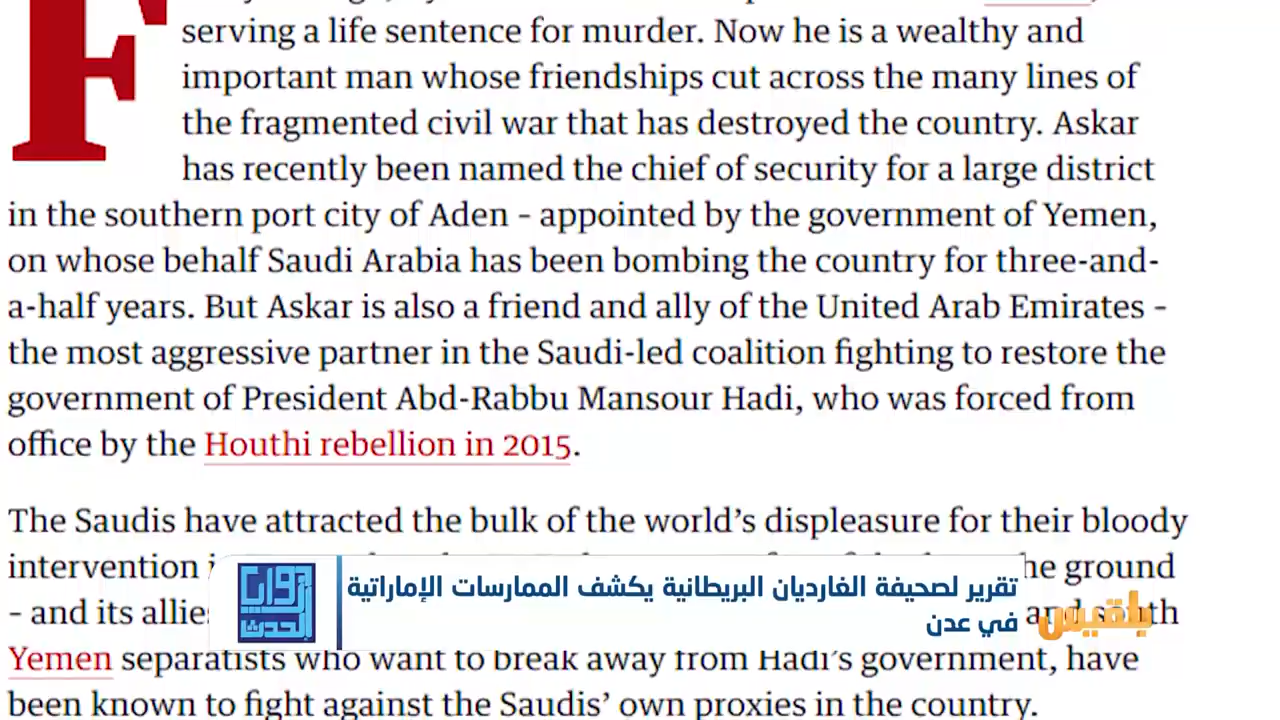 F
serving a life sentence for murder. Now he is a wealthy and
important man whose friendships cut across the many lines of
the fragmented civil war that has destroyed the country. Askar
has recently been named the chief of security for a large district
in the southern port city of Aden – appointed by the government of Yemen,
on whose behalf Saudi Arabia has been bombing the country for three-and-
a-half years. But Askar is also a friend and ally of the United Arab Emirates –
the most aggressive partner in the Saudi-led coalition fighting to restore the
government of President Abd-Rabbu Mansour Hadi, who was forced from
office by the Houthi rebellion in 2015.
The Saudis have attracted the bulk of the world’s displeasure for their bloody
intervention the ground
– and its and south
Yemen separatists who want to break away from Hadi’s government, have
been known to fight against the Saudis’ own proxies in the country.
تقرير لصحيفة الغارديان البريطانية يكشف الممارسات الإماراتية
في عدن
الحدث
بلقيس